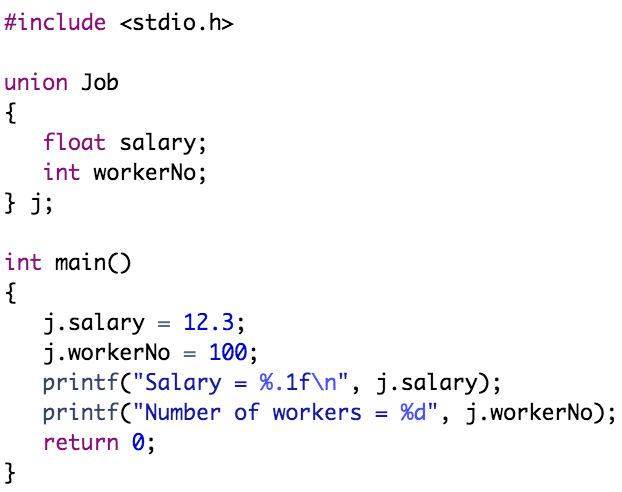 #include <stdio.h>
union Job
{
   float salary;
   int workerNo;
} j;
int main()
{
   j.salary = 12.3;
   j.workerNo = 100;
   printf("Salary = %.1f\n", j.salary);
   printf("Number of workers = %d", j.workerNo);
   return 0;
}